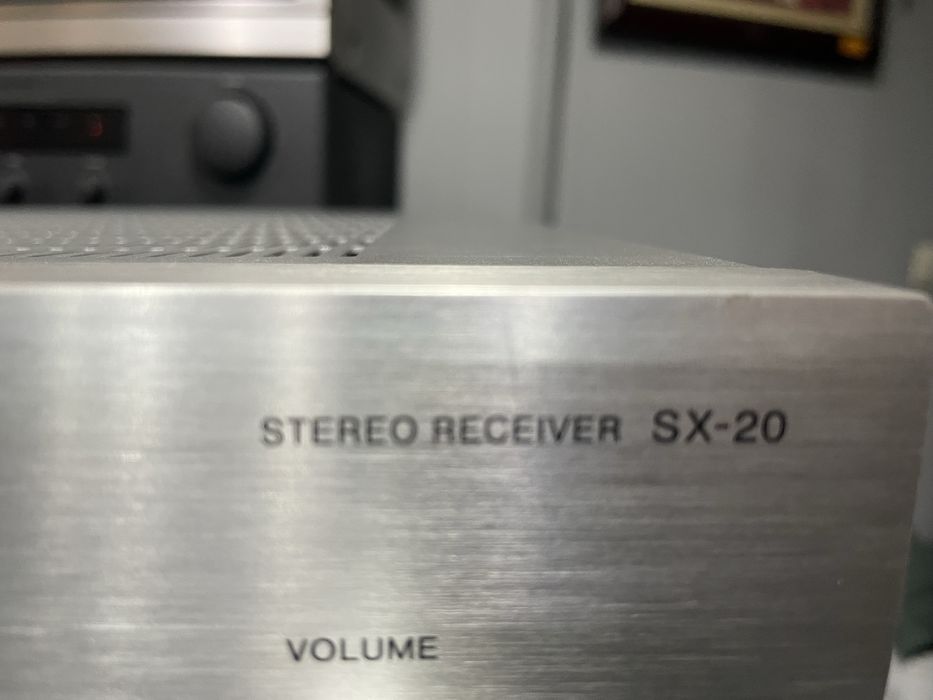 STEREO RECEIVER SX-20
VOLUME